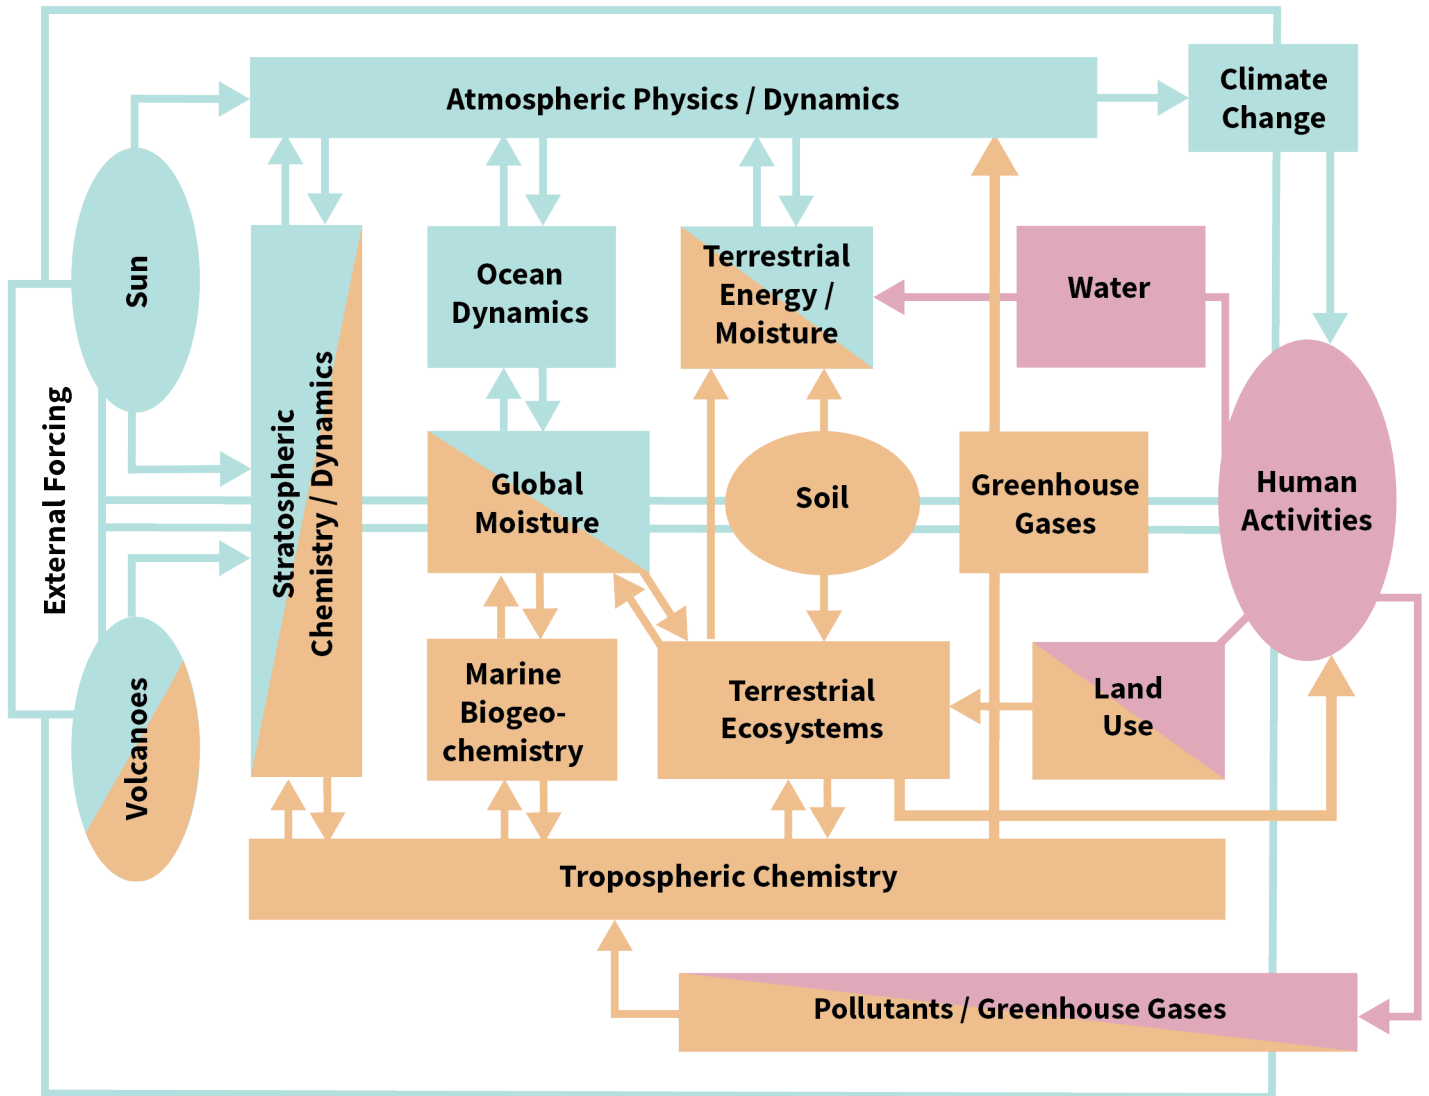 Atmospheric Physics / Dynamics
Climate
Change
Sun
External Forcing
Volcanoes
Stratospheric
Chemistry / Dynamics
Ocean
Dynamics
Terrestrial
Energy /
Moisture
Water
Global
Moisture
Soil
Greenhouse
Gases
Human
Activities
Marine
Biogeo-
chemistry
Terrestrial
Ecosystems
Land
Use
Tropospheric Chemistry
Pollutants / Greenhouse Gases